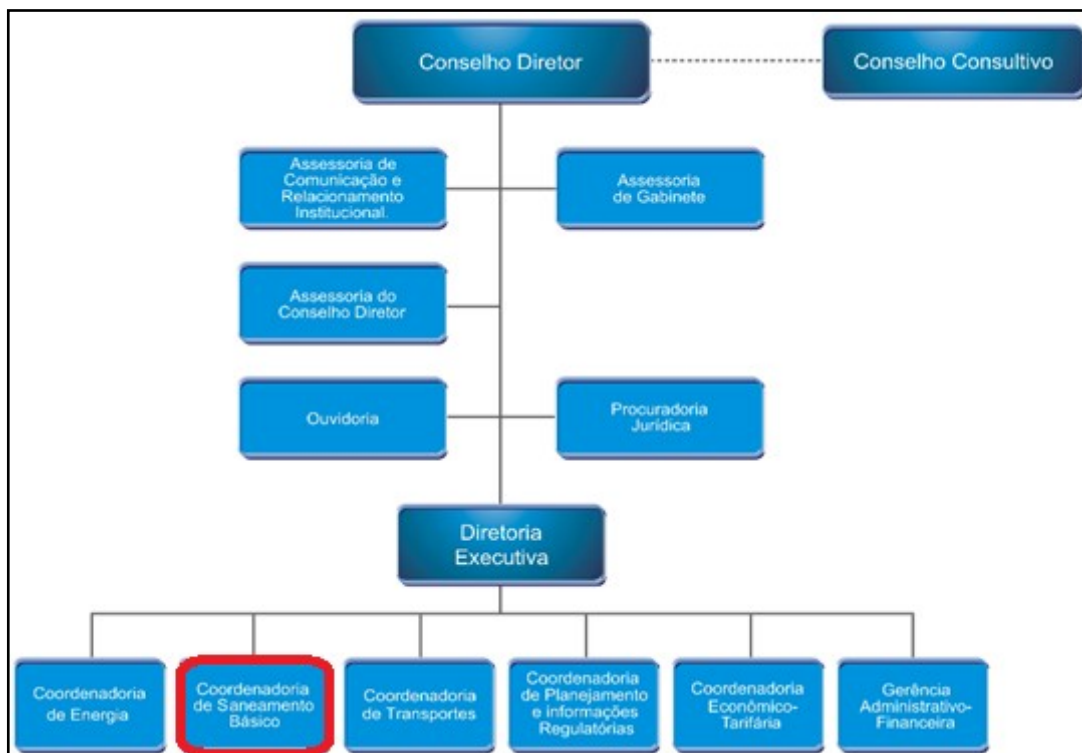 Conselho Diretor
Conselho Consultivo
Assessoria de
Comunicação e
Relacionamento
Institucional.
Assessoria
de Gabinete
Assessoria do
Conselho Diretor
Ouvidoria
Procuradoria
Jurídica
Diretoria
Executiva
Coordenadoria
de Energia
Coordenadoria
de Saneamento
Básico
Coordenadoria
de Transportes
Coordenadoria
de Planejamento
e informações
Regulatórias
Coordenadoria
Econômico-
Tarifária
Gerência
Administrativo-
Financeira